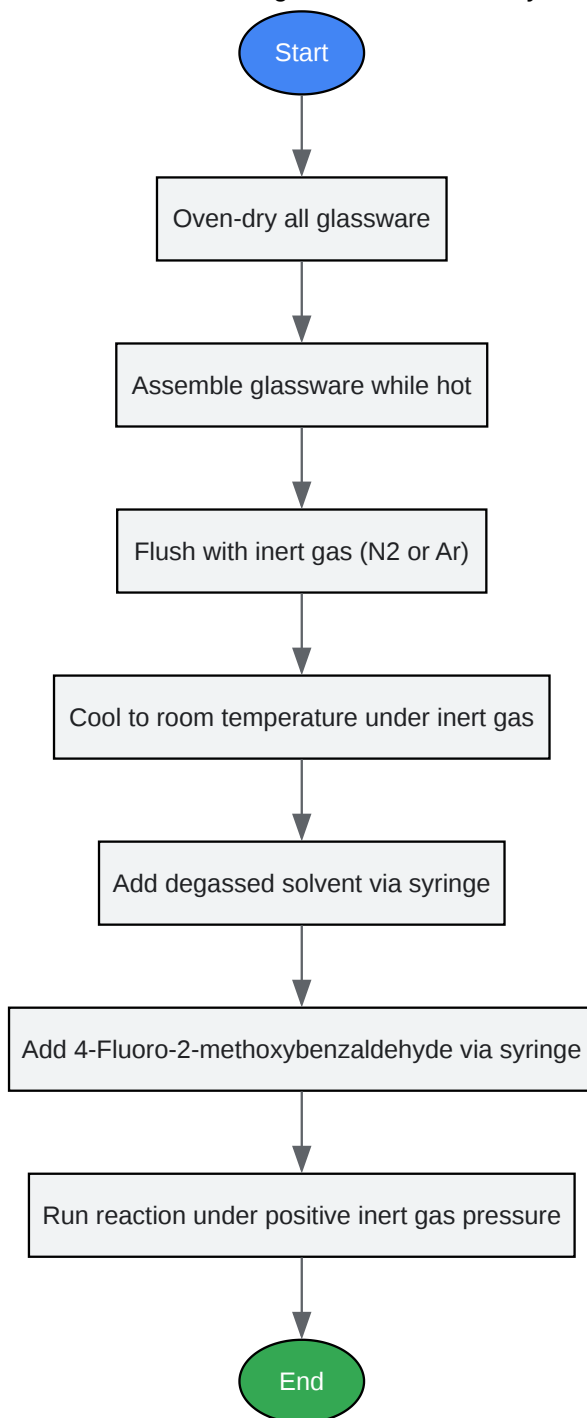 Start
Oven-dry all glassware
Assemble glassware while hot
Flush with inert gas (N2 or Ar)
Cool to room temperature under inert gas
Add degassed solvent via syringe
Add 4-Fluoro-2-methoxybenzaldehyde via syringe
Run reaction under positive inert gas pressure
End